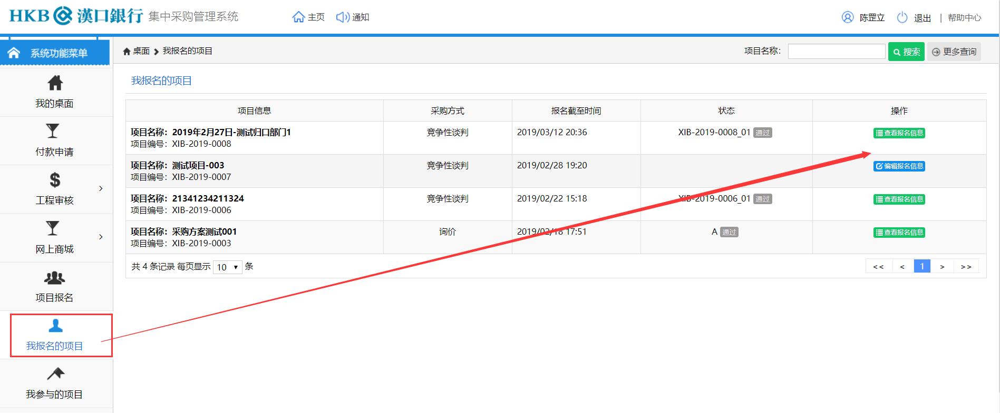 HKB 漢口銀行 集中采购管理系统 主页 通知 陈罡立 退出 | 帮助中心
系统功能菜单
桌面 我报名的项目 项目名称： 搜索 更多查询
我的桌面
付款申请
工程审核
网上商城
项目报名
我报名的项目
我参与的项目
我报名的项目
项目信息 采购方式 报名截至时间 状态 操作
项目名称：2019年2月27日-测试归口部门1 竞争性谈判 2019/03/12 20:36 XIB-2019-0008_01 通过 查看报名信息
项目编号：XIB-2019-0008
项目名称：测试项目-003 竞争性谈判 2019/02/28 19:20 编辑报名信息
项目编号：XIB-2019-0007
项目名称：21341234211324 竞争性谈判 2019/02/22 15:18 XIB-2019-0006_01 通过 查看报名信息
项目编号：XIB-2019-0006
项目名称：采购方案测试001 询价 2019/02/18 17:51 A 通过 查看报名信息
项目编号：XIB-2019-0003
共 4 条记录 每页显示 10 条 << < 1 > >>